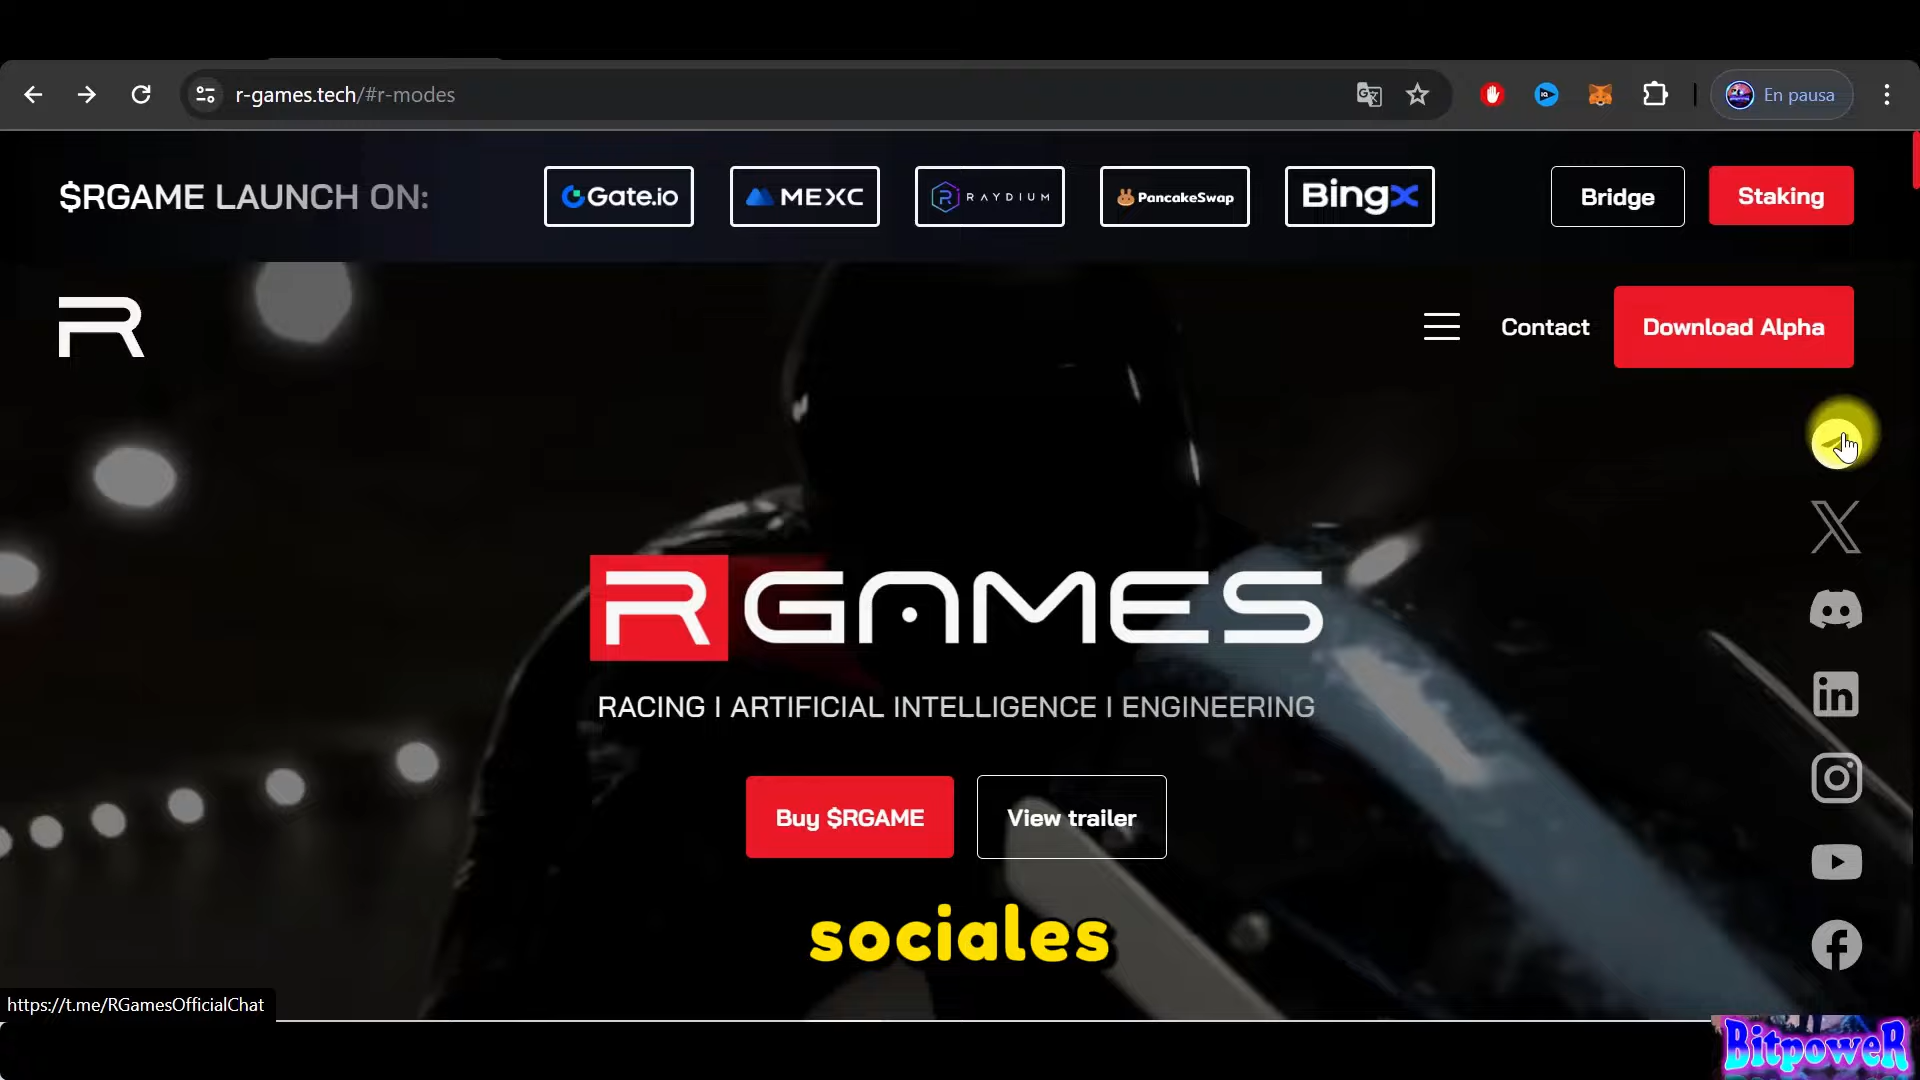 r-games.tech/#r-modes
En pausa
$RGAME LAUNCH ON:
Gate.io
MEXC
RAYDIUM
PancakeSwap
BingX
Bridge
Staking
R
Contact
Download Alpha
R GAMES
RACING | ARTIFICIAL INTELLIGENCE | ENGINEERING
Buy $RGAME
View trailer
sociales
https://t.me/RGamesOfficialChat
BitpoweR